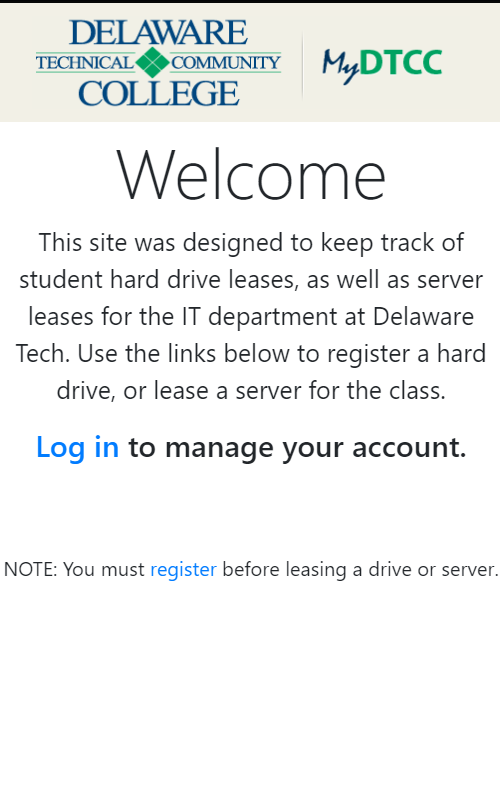 DELAWARE
TECHNICAL COMMUNITY
COLLEGE
MyDTCC
Welcome
This site was designed to keep track of
student hard drive leases, as well as server
leases for the IT department at Delaware
Tech. Use the links below to register a hard
drive, or lease a server for the class.
Log in to manage your account.
NOTE: You must register before leasing a drive or server.